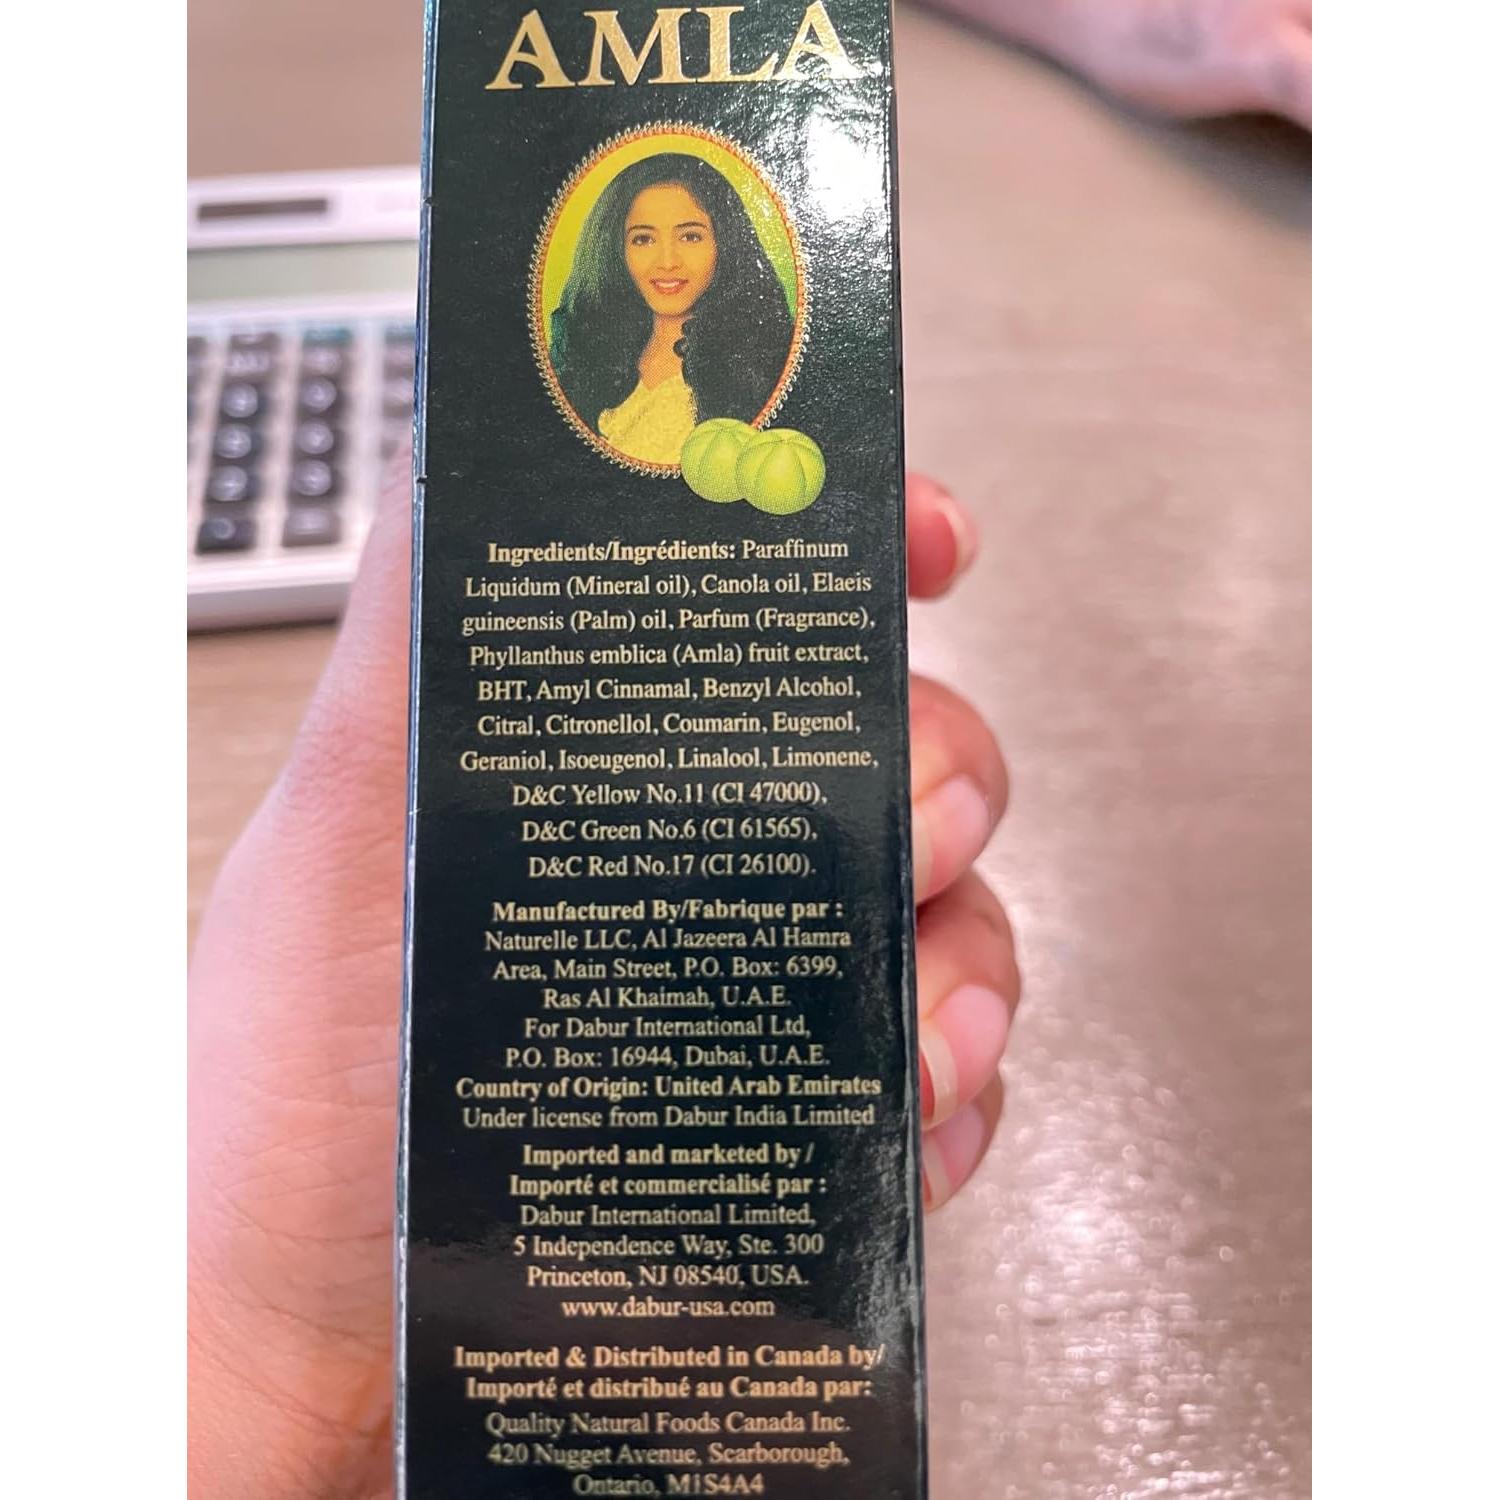 AMLA
Ingredients/Ingrédients: Paraffinum
Liquidum (Mineral oil), Canola oil, Elaeis
guineensis (Palm) oil, Parfum (Fragrance),
Phyllanthus emblica (Amla) fruit extract,
BHT, Amyl Cinnamal, Benzyl Alcohol,
Citral, Citronellol, Coumarin, Eugenol,
Geraniol, Isoeugenol, Linalool, Limonene,
D&C Yellow No.11 (CI 47000),
D&C Green No.6 (CI 61565),
D&C Red No.17 (CI 26100).
Manufactured By/Fabrique par :
Naturelle LLC, Al Jazeera Al Hamra
Area, Main Street, P.O. Box: 6399,
Ras Al Khaimah, U.A.E.
For Dabur International Ltd,
P.O. Box: 16944, Dubai, U.A.E.
Country of Origin: United Arab Emirates
Under license from Dabur India Limited
Imported and marketed by /
Importé et commercialisé par :
Dabur International Limited,
5 Independence Way, Ste. 300
Princeton, NJ 08540, USA.
www.dabur-usa.com
Imported & Distributed in Canada by/
Importé et distribué au Canada par:
Quality Natural Foods Canada Inc.
420 Nugget Avenue, Scarborough,
Ontario, M1S4A4